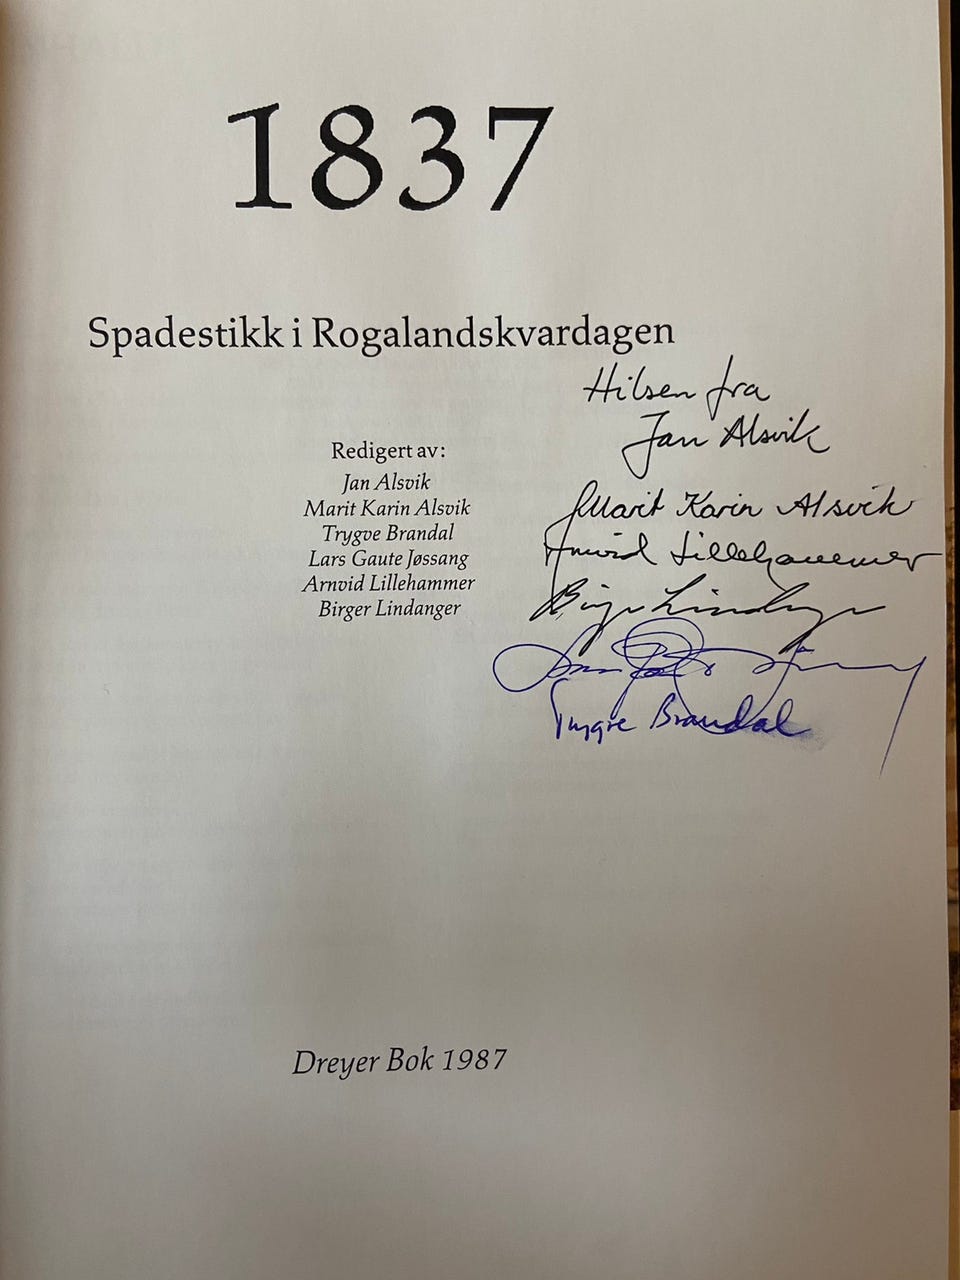 1837
Spadestikk i Rogalandskvardagen
Hilsen fra
Jan Alsvik
Redigert av:
Jan Alsvik
Marit Karin Alsvik
Trygve Brandal
Lars Gaute Jøssang
Arnvid Lillehammer
Birger Lindanger
Marit Karin Alsvik
Arnvid Lillehammer
Birger Lindanger
Trygve Brandal
Dreyer Bok 1987